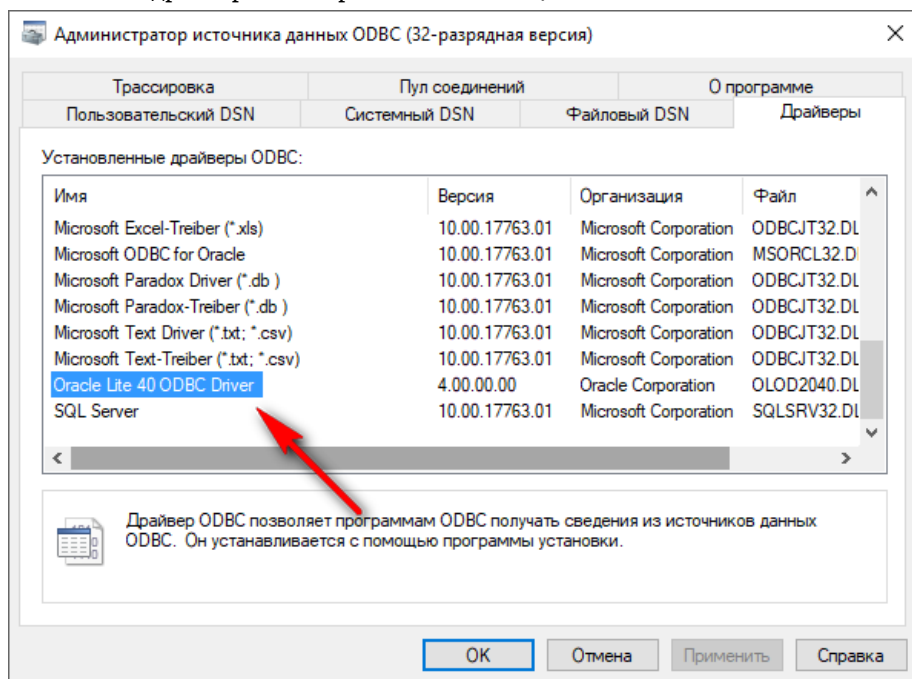 Администратор источника данных ODBC (32-разрядная версия)
Трассировка Пул соединений О программе
Пользовательский DSN Системный DSN Файловый DSN Драйверы
Установленные драйверы ODBC:
Имя Версия Организация Файл
Microsoft Excel-Treiber (*.xls) 10.00.17763.01 Microsoft Corporation ODBCJT32.DL
Microsoft ODBC for Oracle 10.00.17763.01 Microsoft Corporation MSORCL32.D
Microsoft Paradox Driver (*.db ) 10.00.17763.01 Microsoft Corporation ODBCJT32.DL
Microsoft Paradox-Treiber (*.db ) 10.00.17763.01 Microsoft Corporation ODBCJT32.DL
Microsoft Text Driver (*.txt; *.csv) 10.00.17763.01 Microsoft Corporation ODBCJT32.DL
Microsoft Text-Treiber (*.txt; *.csv) 10.00.17763.01 Microsoft Corporation ODBCJT32.DL
Oracle Lite 40 ODBC Driver 4.00.00.00 Oracle Corporation OLOD2040.DL
SQL Server 10.00.17763.01 Microsoft Corporation SQLSRV32.DL
Драйвер ODBC позволяет программам ODBC получать сведения из источников данных
ODBC. Он устанавливается с помощью программы установки.
OK Отмена Применить Справка